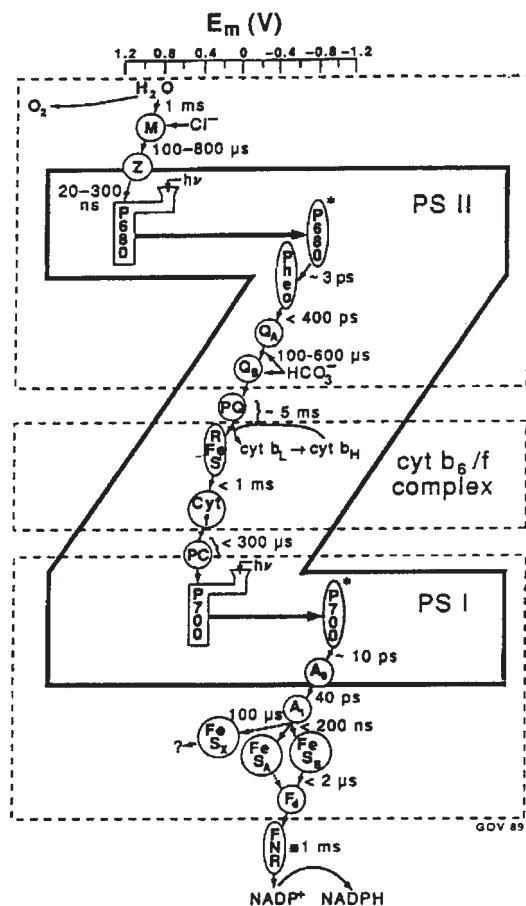 E_m (V)
1.2 0.8 0.4 0 -0.4 -0.8 -1.2
H₂O
O₂
1 ms
M
Cl⁻
100-800 μs
Z
20-300
ns
hν
P680
P680 *
PS II
Pheo
~3 ps
Q_A
< 400 ps
100-600 μs
Q_B
HCO₃⁻
PQ
~ 5 ms
R
Fe
S
cyt b_L → cyt b_H
cyt b₆/f
complex
< 1 ms
Cyt
f
< 300 μs
PC
hν
P700
P700 *
PS I
~ 10 ps
A₀
40 ps
A₁
100 μs
< 200 ns
Fe
S_X
?
Fe
S_A
Fe
S_B
< 2 μs
F_d
GOV 89
FNR
≡1 ms
NADP⁺ NADPH